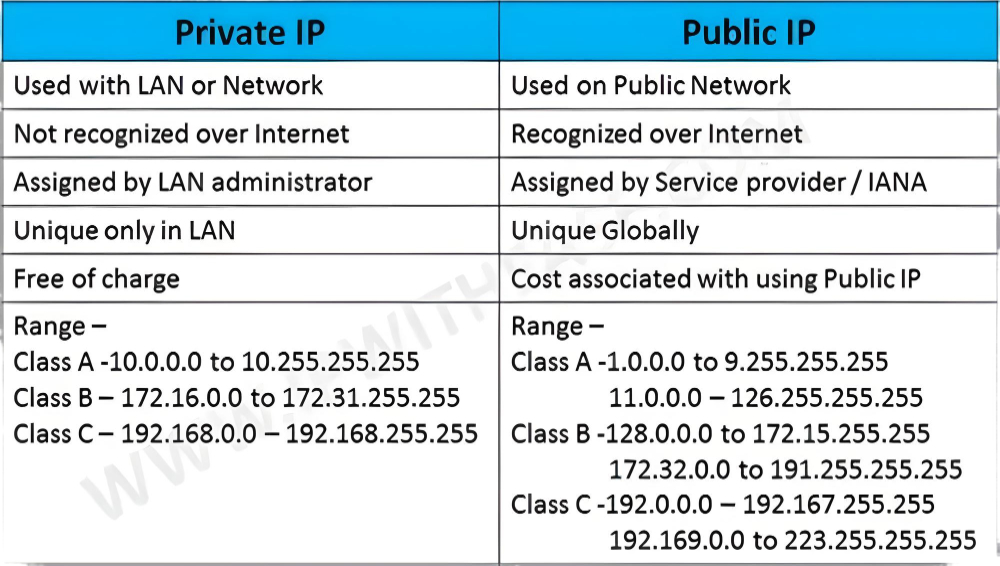 Private IP
Public IP
Used with LAN or Network
Used on Public Network
Not recognized over Internet
Recognized over Internet
Assigned by LAN administrator
Assigned by Service provider / IANA
Unique only in LAN
Unique Globally
Free of charge
Cost associated with using Public IP
Range –
Class A -10.0.0.0 to 10.255.255.255
Class B – 172.16.0.0 to 172.31.255.255
Class C – 192.168.0.0 – 192.168.255.255
Range –
Class A -1.0.0.0 to 9.255.255.255
11.0.0.0 – 126.255.255.255
Class B -128.0.0.0 to 172.15.255.255
172.32.0.0 to 191.255.255.255
Class C -192.0.0.0 – 192.167.255.255
192.169.0.0 to 223.255.255.255